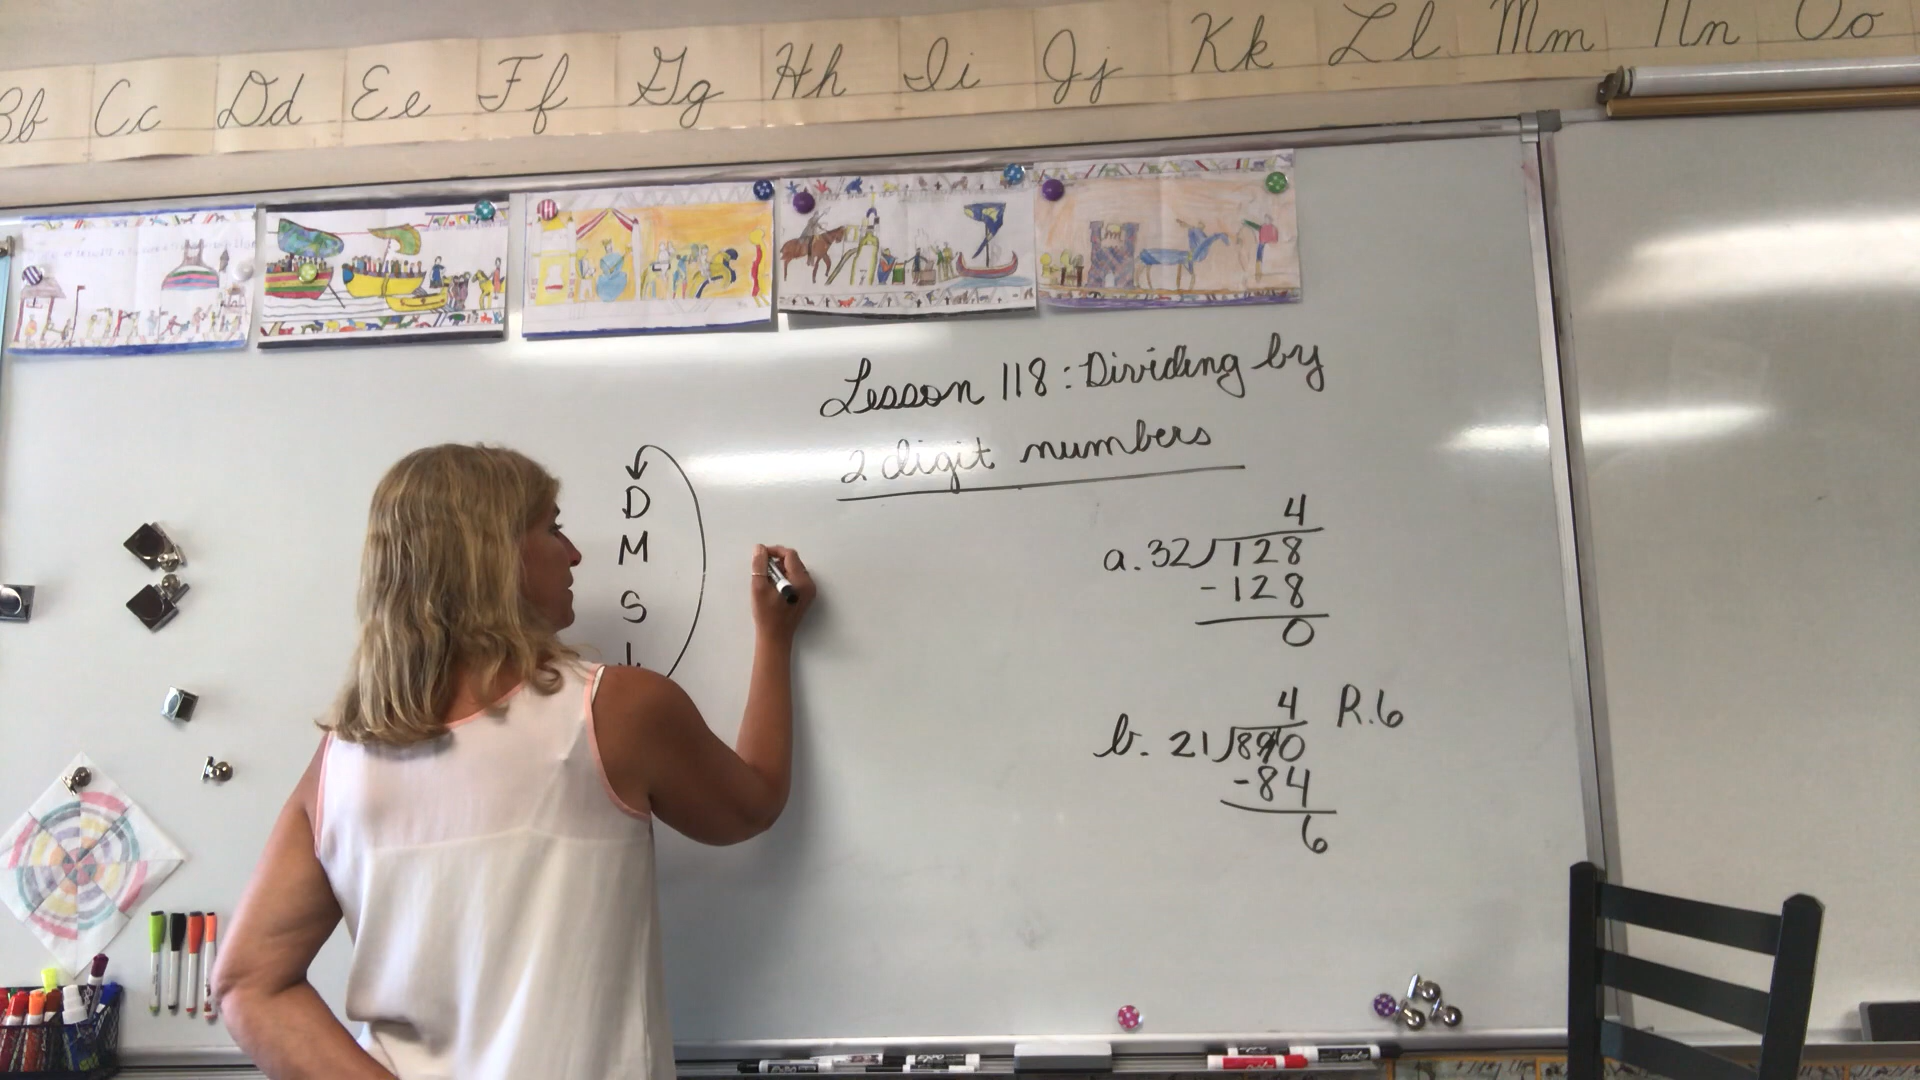 Bb Cc Dd Ee Ff Gg Hh Ii Jj Kk Ll Mm Nn Oo
Lesson 118: Dividing by
2 digit numbers
D
M
S
4
a. 32)128
-128
0
4 R.6
b. 21)890
-84
6